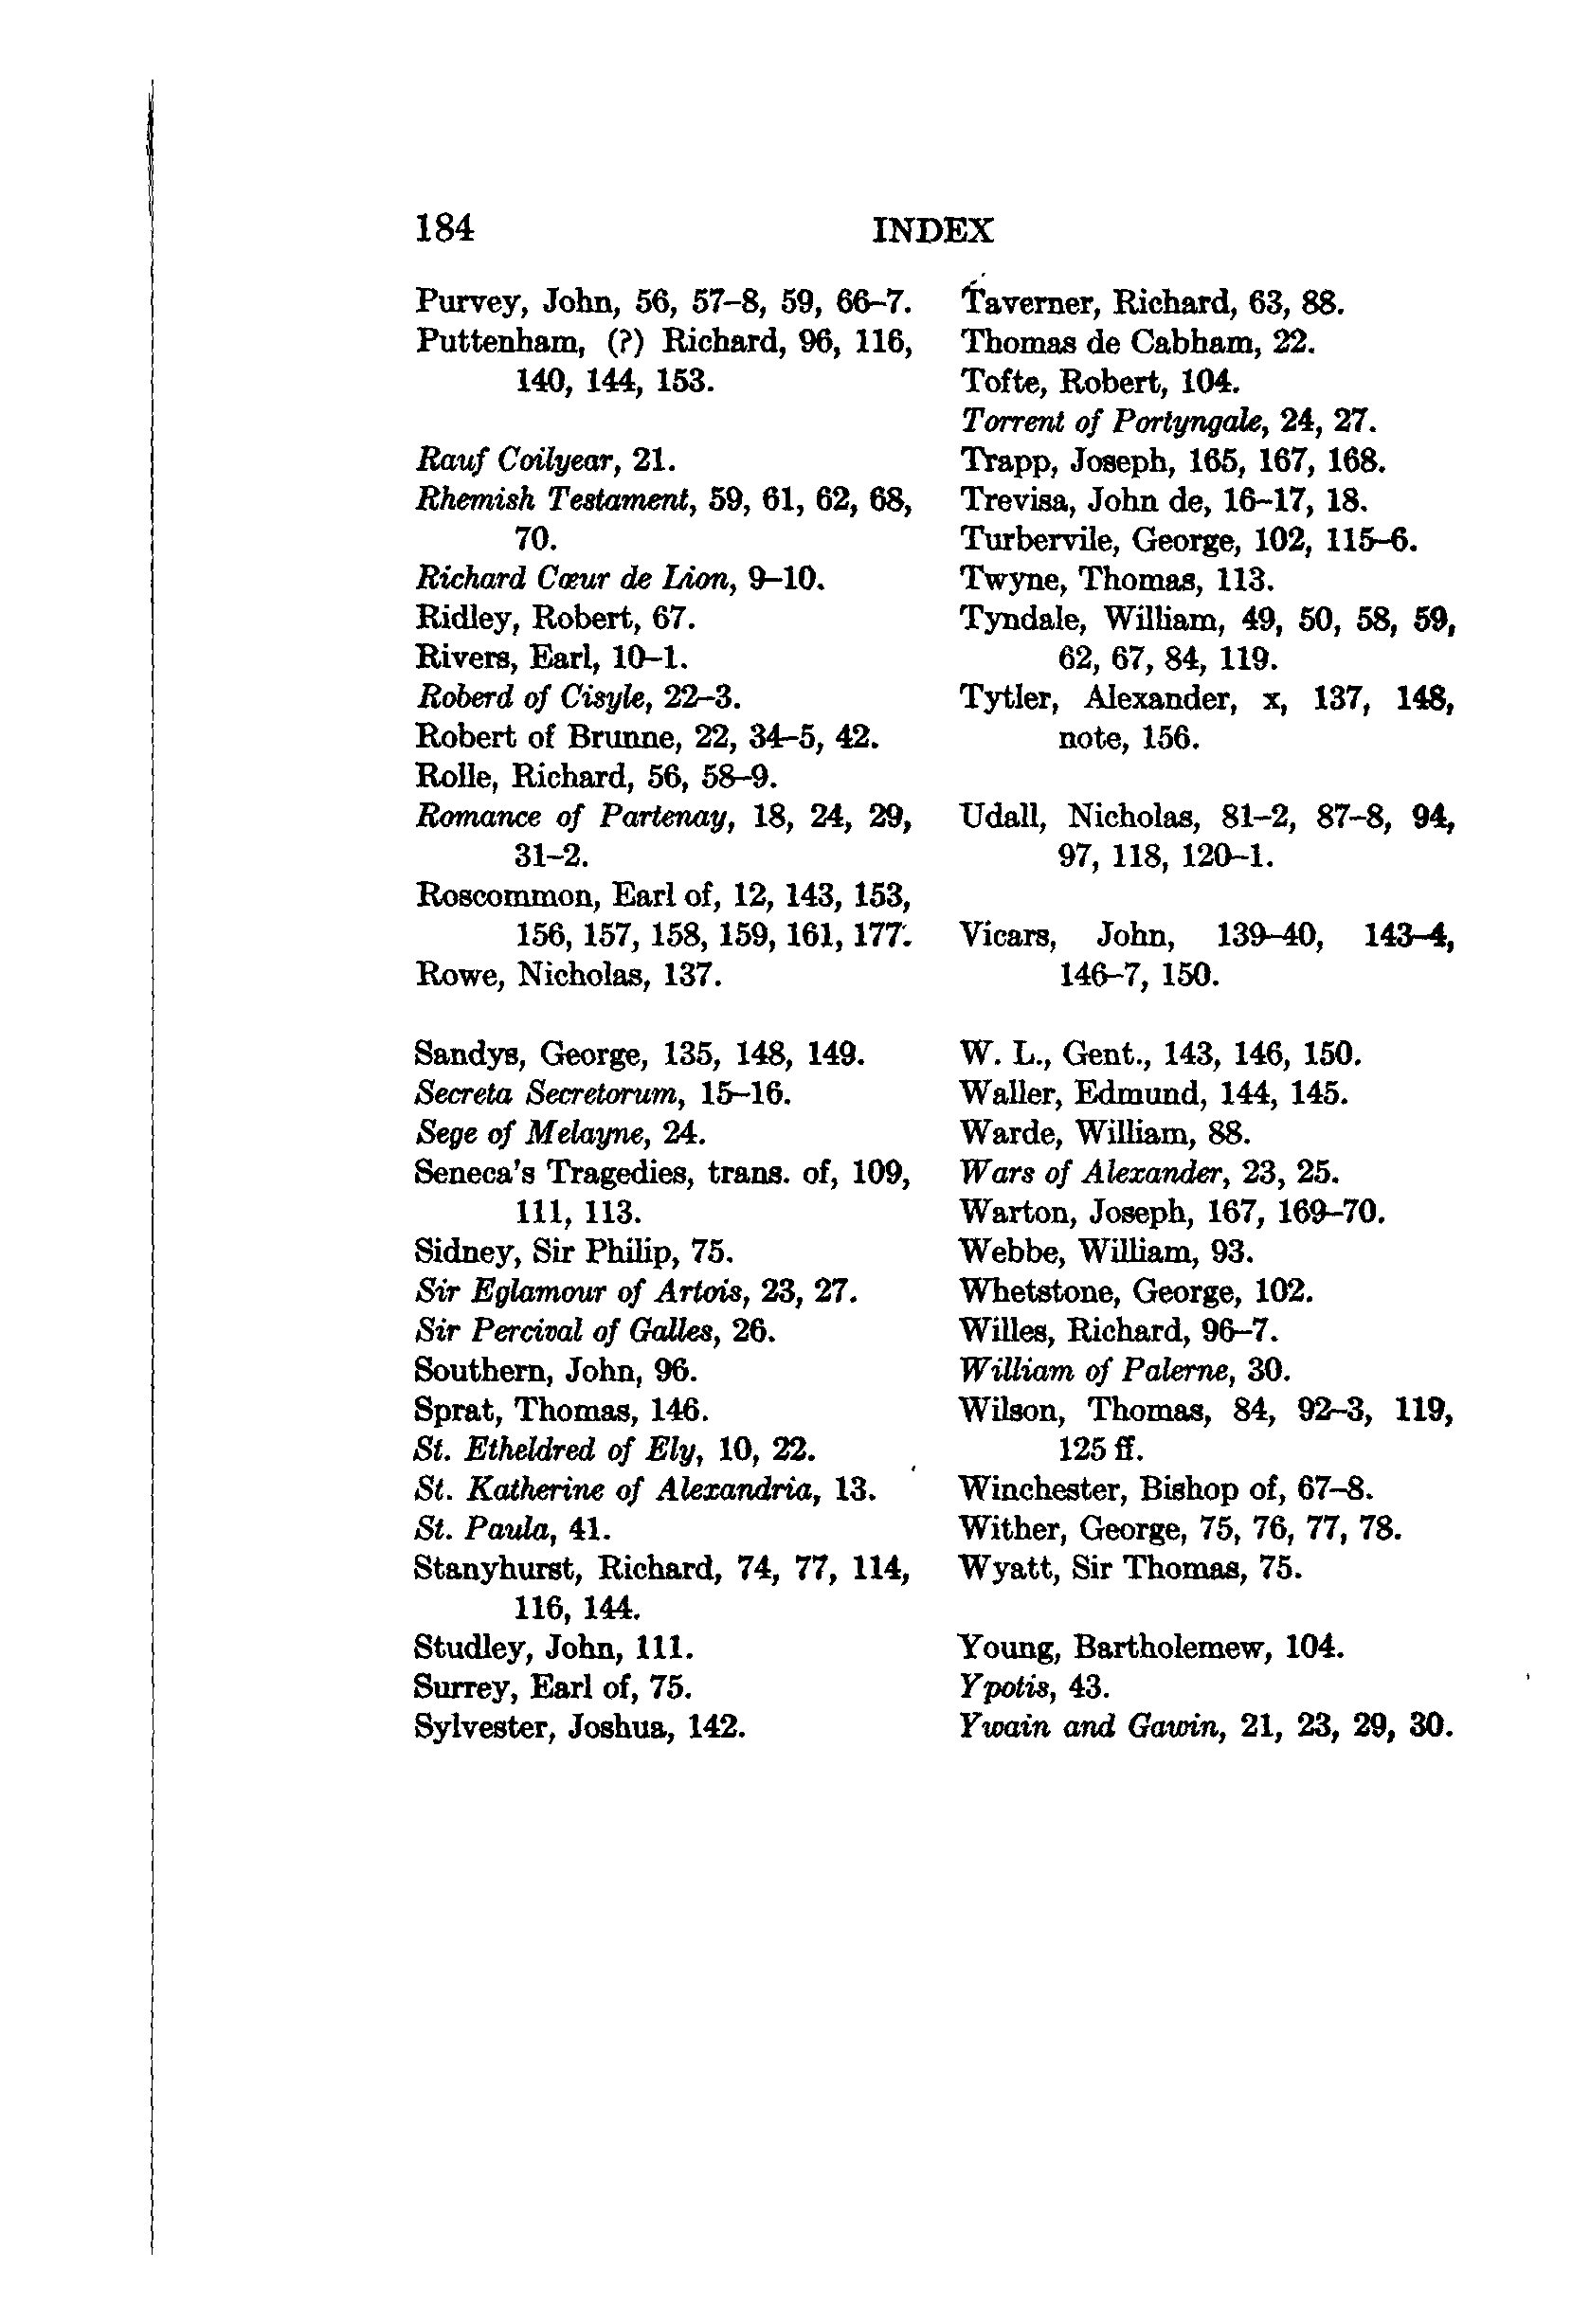 184
INDEX
Purvey, John, 56, 57–8, 59, 66–7.
Puttenham, (?) Richard, 96, 116,
140, 144, 153.
Rauf Coilyear, 21.
Rhemish Testament, 59, 61, 62, 68,
70.
Richard Cœur de Lion, 9–10.
Ridley, Robert, 67.
Rivers, Earl, 10–1.
Roberd of Cisyle, 22–3.
Robert of Brunne, 22, 34–5, 42.
Rolle, Richard, 56, 58–9.
Romance of Partenay, 18, 24, 29,
31–2.
Roscommon, Earl of, 12, 143, 153,
156, 157, 158, 159, 161, 177.
Rowe, Nicholas, 137.
Sandys, George, 135, 148, 149.
Secreta Secretorum, 15–16.
Sege of Melayne, 24.
Seneca's Tragedies, trans. of, 109,
111, 113.
Sidney, Sir Philip, 75.
Sir Eglamour of Artois, 23, 27.
Sir Percival of Galles, 26.
Southern, John, 96.
Sprat, Thomas, 146.
St. Etheldred of Ely, 10, 22.
St. Katherine of Alexandria, 13.
St. Paula, 41.
Stanyhurst, Richard, 74, 77, 114,
116, 144.
Studley, John, 111.
Surrey, Earl of, 75.
Sylvester, Joshua, 142.
Taverner, Richard, 63, 88.
Thomas de Cabham, 22.
Tofte, Robert, 104.
Torrent of Portyngale, 24, 27.
Trapp, Joseph, 165, 167, 168.
Trevisa, John de, 16–17, 18.
Turbervile, George, 102, 115–6.
Twyne, Thomas, 113.
Tyndale, William, 49, 50, 58, 59,
62, 67, 84, 119.
Tytler, Alexander, x, 137, 148,
note, 156.
Udall, Nicholas, 81–2, 87–8, 94,
97, 118, 120–1.
Vicars, John, 139–40, 143–4,
146–7, 150.
W. L., Gent., 143, 146, 150.
Waller, Edmund, 144, 145.
Warde, William, 88.
Wars of Alexander, 23, 25.
Warton, Joseph, 167, 169–70.
Webbe, William, 93.
Whetstone, George, 102.
Willes, Richard, 96–7.
William of Palerne, 30.
Wilson, Thomas, 84, 92–3, 119,
125 ff.
Winchester, Bishop of, 67–8.
Wither, George, 75, 76, 77, 78.
Wyatt, Sir Thomas, 75.
Young, Bartholemew, 104.
Ypotis, 43.
Ywain and Gawin, 21, 23, 29, 30.